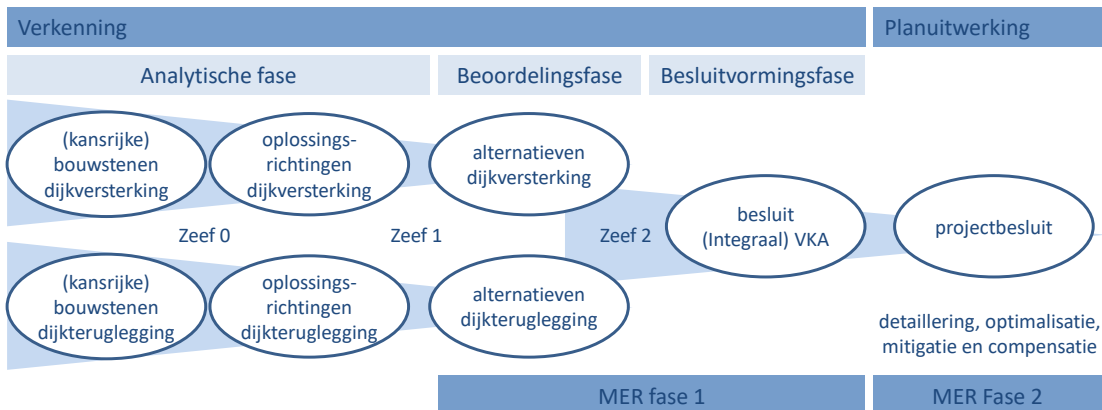 Verkenning
Planuitwerking
Analytische fase
Beoordelingsfase
Besluitvormingsfase
(kansrijke)
bouwstenen
dijkversterking
oplossings-
richtingen
dijkversterking
alternatieven
dijkversterking
Zeef 0
Zeef 1
Zeef 2
besluit
(Integraal) VKA
projectbesluit
(kansrijke)
bouwstenen
dijkteruglegging
oplossings-
richtingen
dijkteruglegging
alternatieven
dijkteruglegging
detaillering, optimalisatie,
mitigatie en compensatie
MER fase 1
MER Fase 2